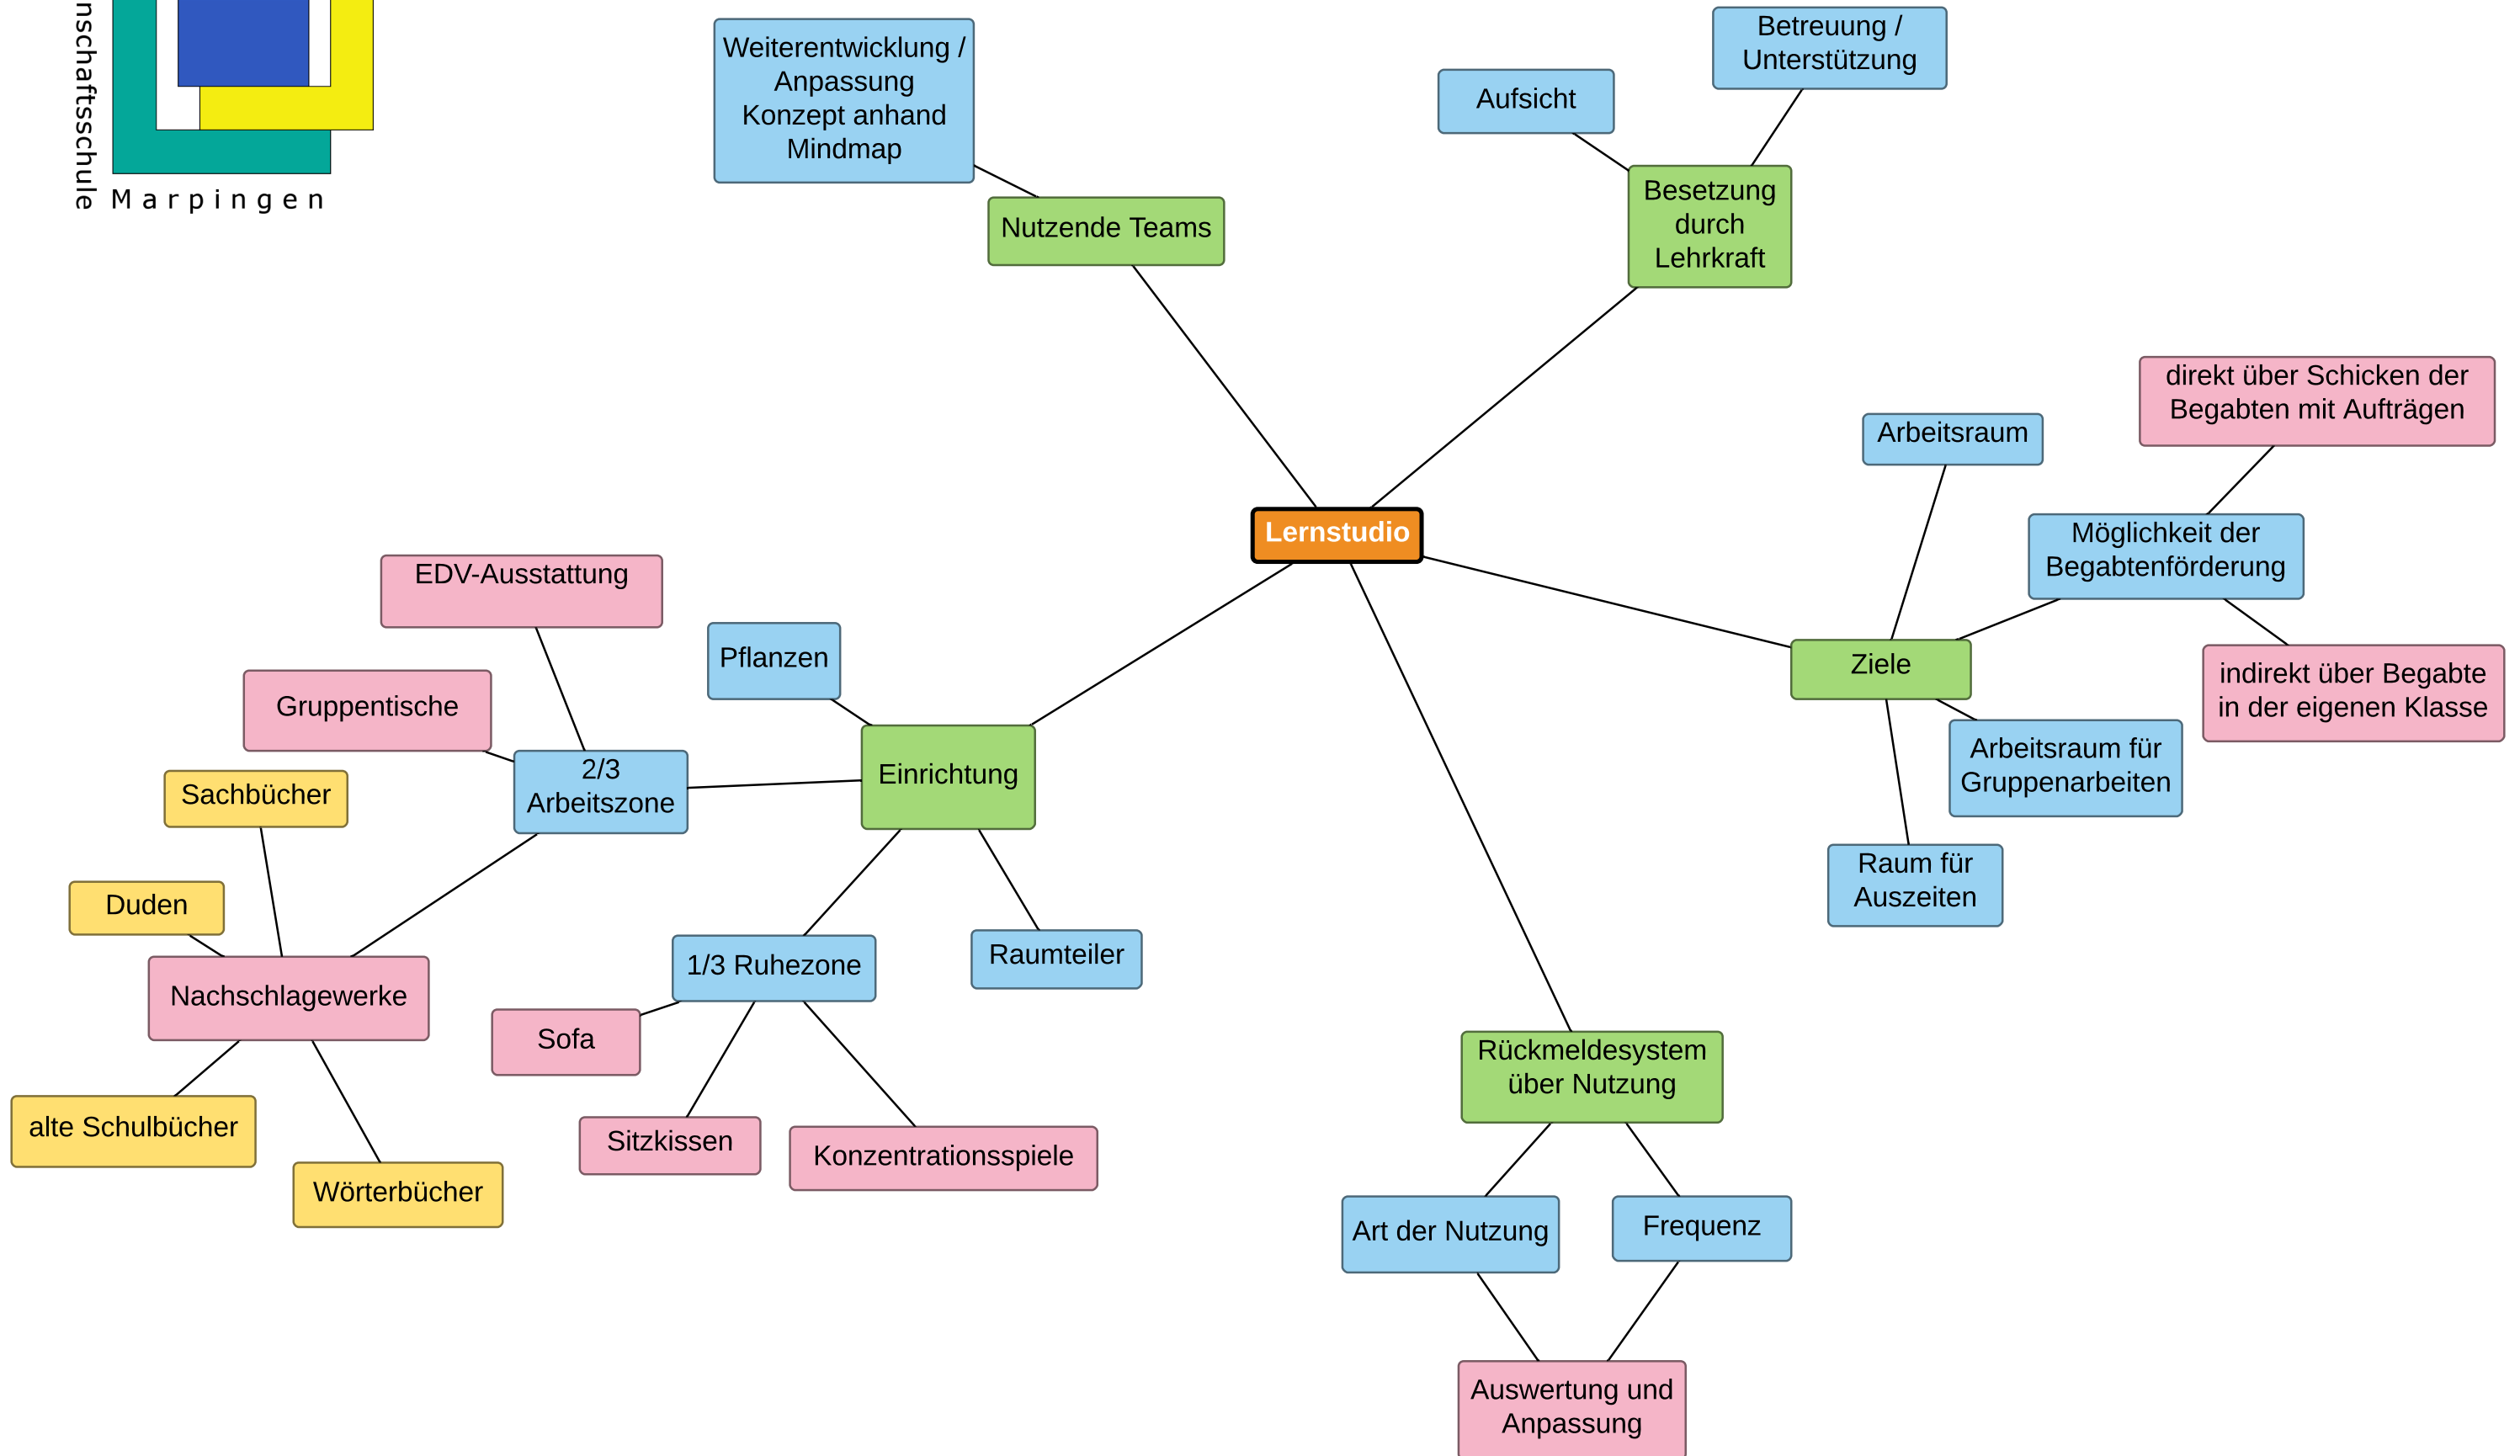 nschaftsschule
Marpingen
Weiterentwicklung /
Anpassung
Konzept anhand
Mindmap
Nutzende Teams
Aufsicht
Betreuung /
Unterstützung
Besetzung
durch
Lehrkraft
Lernstudio
direkt über Schicken der
Begabten mit Aufträgen
Arbeitsraum
Möglichkeit der
Begabtenförderung
Ziele
indirekt über Begabte
in der eigenen Klasse
Arbeitsraum für
Gruppenarbeiten
Raum für
Auszeiten
EDV-Ausstattung
Pflanzen
Gruppentische
2/3
Arbeitszone
Einrichtung
Sachbücher
Duden
Nachschlagewerke
alte Schulbücher
Wörterbücher
1/3 Ruhezone
Raumteiler
Sofa
Sitzkissen
Konzentrationsspiele
Rückmeldesystem
über Nutzung
Art der Nutzung
Frequenz
Auswertung und
Anpassung